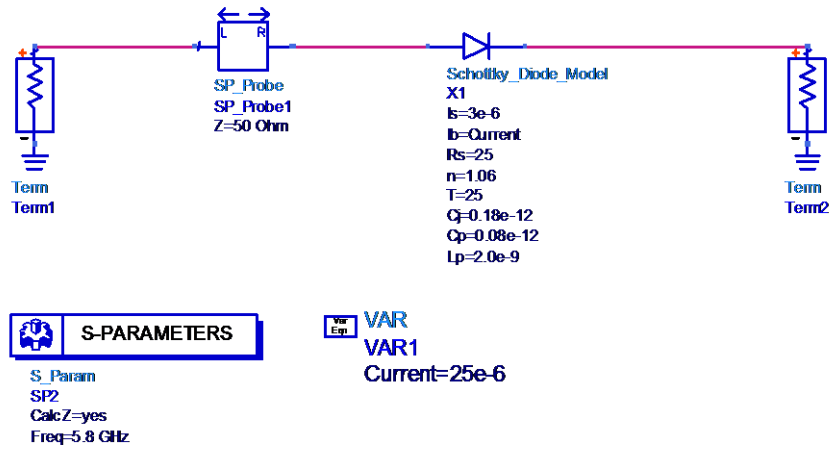 L R
SP_Probe
SP_Probe1
Z=50 Ohm
Schottky_Diode_Model
X1
Is=3e-6
Ib=Current
Rs=25
n=1.06
T=25
Cj=0.18e-12
Cp=0.08e-12
Lp=2.0e-9
+
-
Term
Term1
+
-
Term
Term2
S-PARAMETERS
S_Param
SP2
CalcZ=yes
Freq=5.8 GHz
Var
Eqn
VAR
VAR1
Current=25e-6